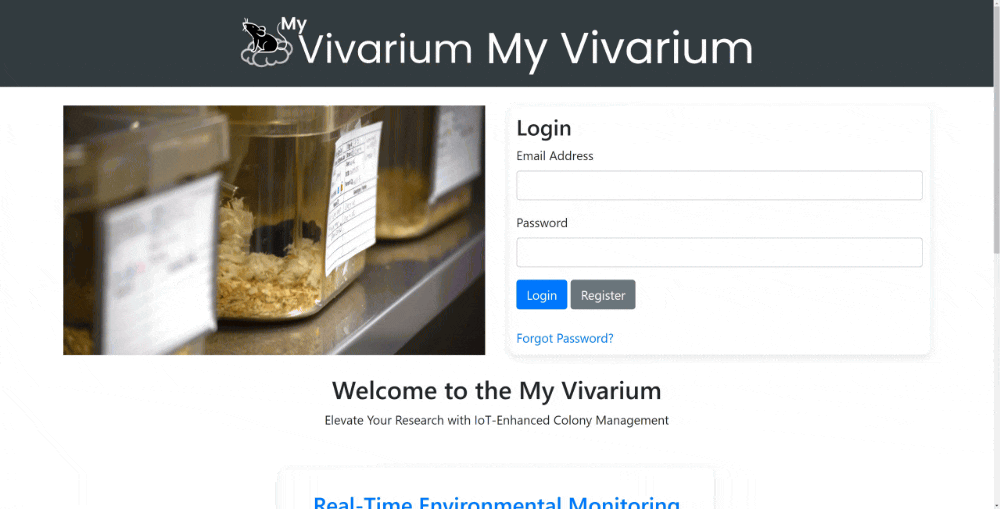 My
Vivarium My Vivarium
Login
Email Address
Password
Login Register
Forgot Password?
Welcome to the My Vivarium
Elevate Your Research with IoT-Enhanced Colony Management
Real-Time Environmental Monitoring